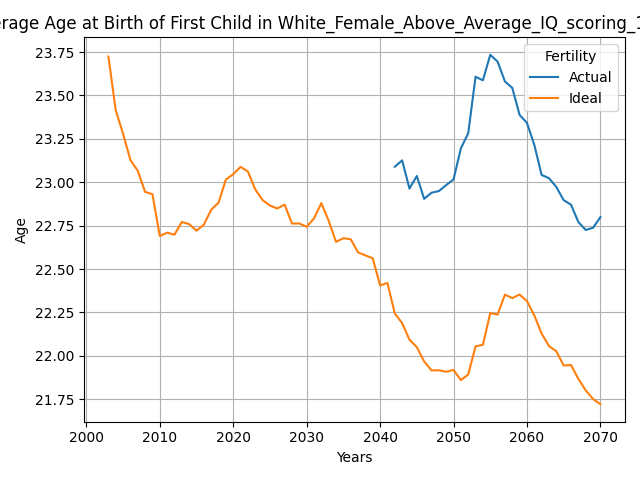 erage Age at Birth of First Child in White_Female_Above_Average_IQ_scoring_1
Fertility
Actual
Ideal
Age
23.75
23.50
23.25
23.00
22.75
22.50
22.25
22.00
21.75
2000 2010 2020 2030 2040 2050 2060 2070
Years